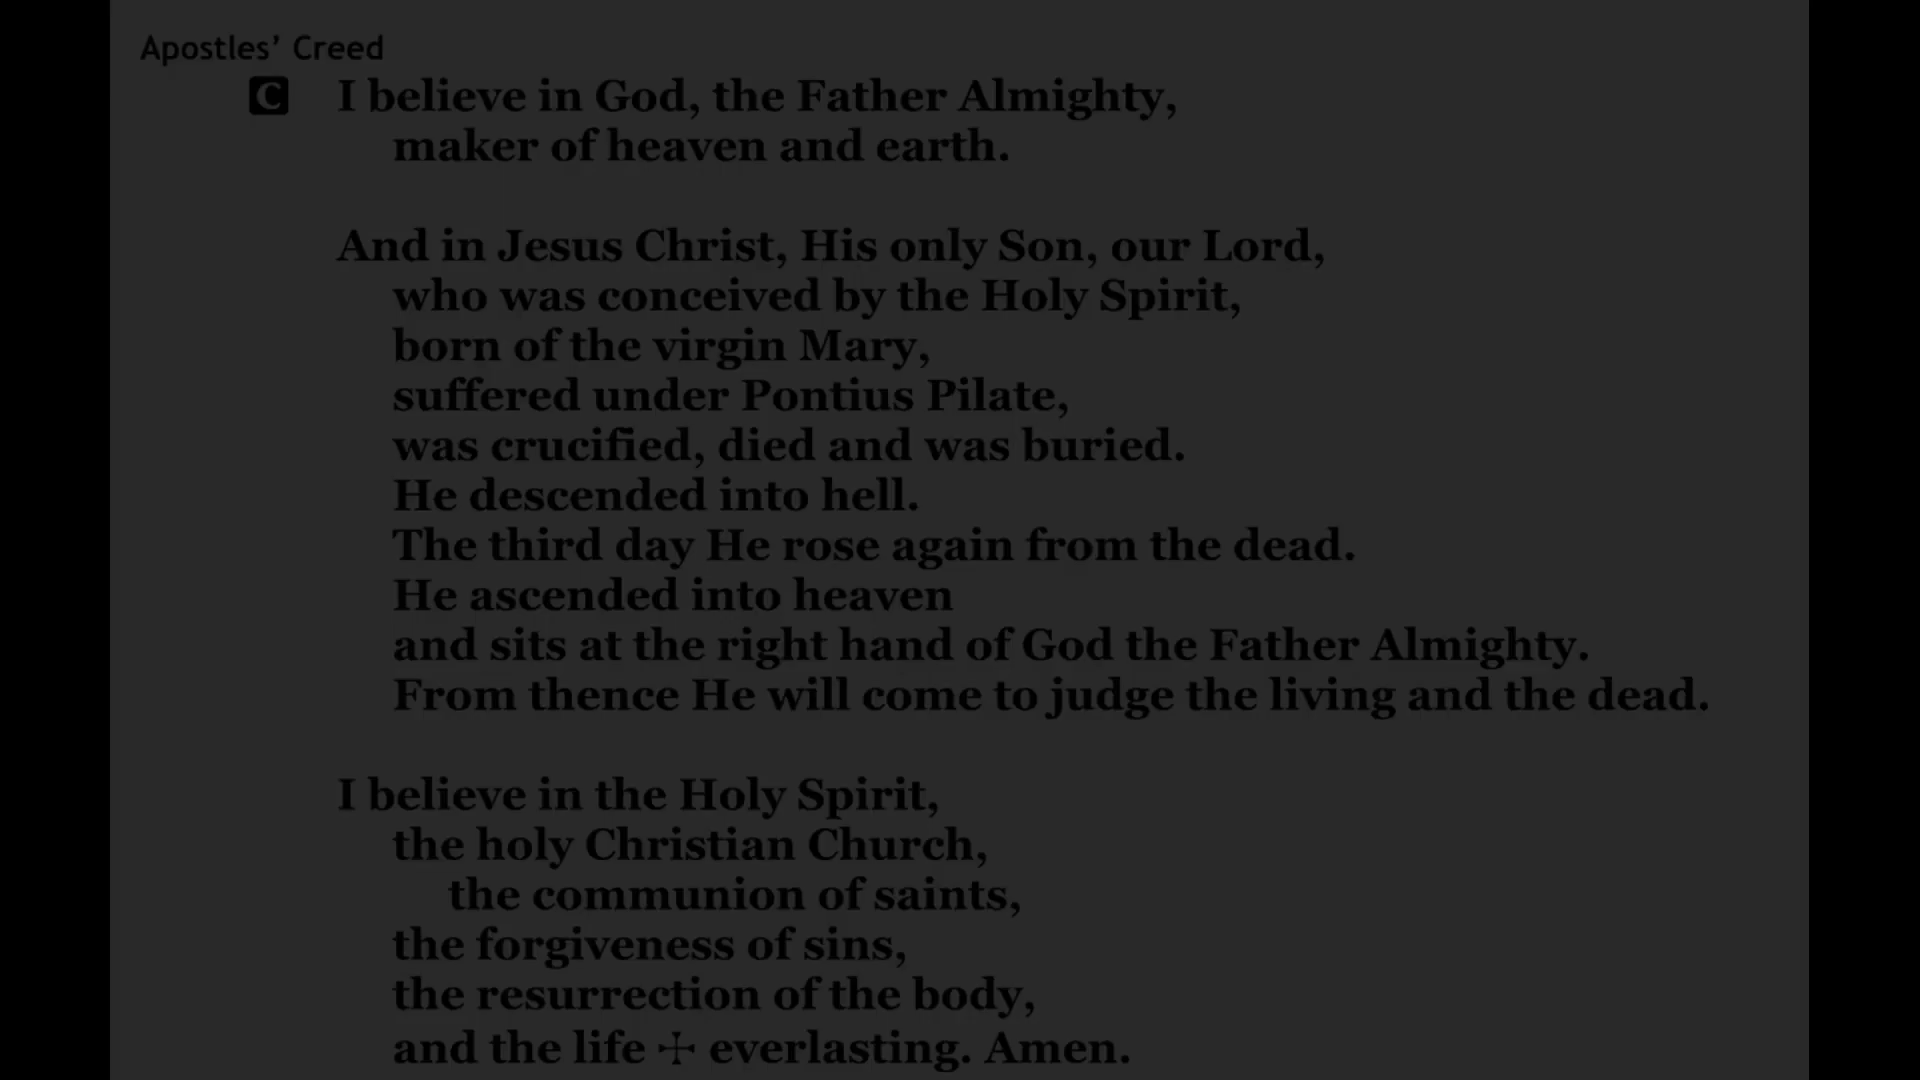 Apostles’ Creed
C I believe in God, the Father Almighty,
maker of heaven and earth.
And in Jesus Christ, His only Son, our Lord,
who was conceived by the Holy Spirit,
born of the virgin Mary,
suffered under Pontius Pilate,
was crucified, died and was buried.
He descended into hell.
The third day He rose again from the dead.
He ascended into heaven
and sits at the right hand of God the Father Almighty.
From thence He will come to judge the living and the dead.
I believe in the Holy Spirit,
the holy Christian Church,
the communion of saints,
the forgiveness of sins,
the resurrection of the body,
and the life ☩ everlasting. Amen.